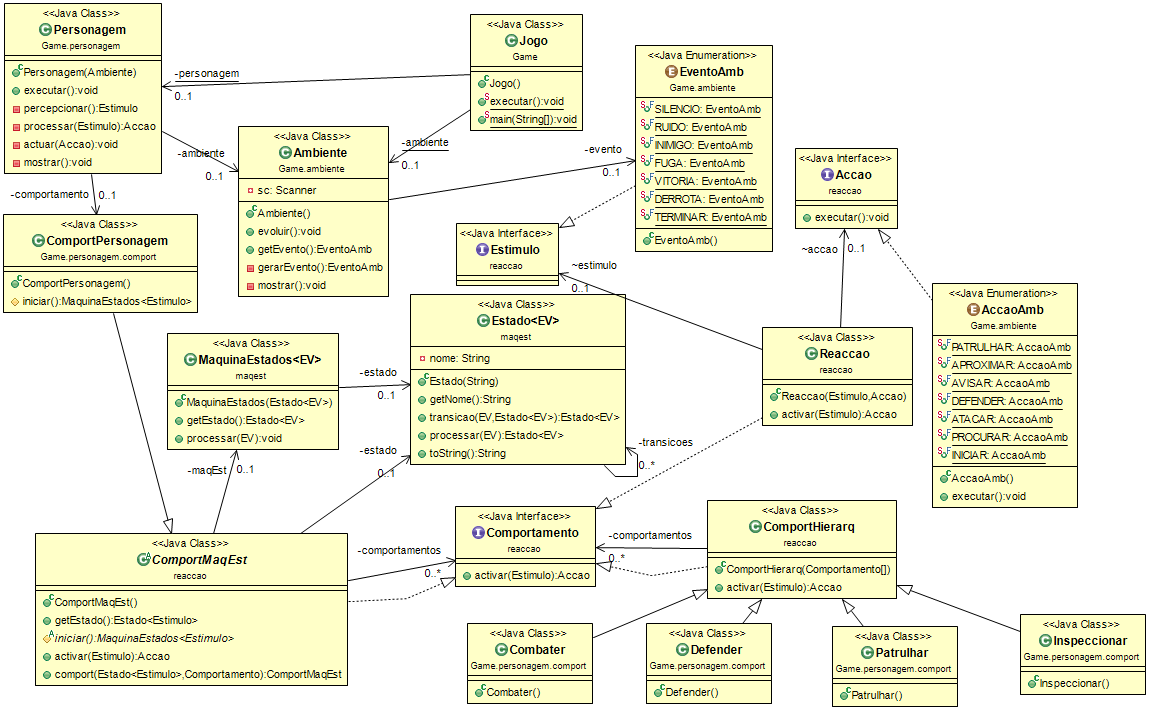 <<Java Class>>
Personagem
Game.personagem
Personagem(Ambiente)
executar():void
percepcionar():Estimulo
processar(Estimulo):Accao
actuar(Accao):void
mostrar():void
<<Java Class>>
Jogo
Game
Jogo()
executar():void
main(String[]):void
-personagem
0..1
-ambiente
0..1
-ambiente
0..1
<<Java Class>>
Ambiente
Game.ambiente
sc: Scanner
Ambiente()
evoluir():void
getEvento():EventoAmb
gerarEvento():EventoAmb
mostrar():void
-evento
0..1
<<Java Enumeration>>
EventoAmb
Game.ambiente
SILENCIO: EventoAmb
RUIDO: EventoAmb
INIMIGO: EventoAmb
FUGA: EventoAmb
VITORIA: EventoAmb
DERROTA: EventoAmb
TERMINAR: EventoAmb
EventoAmb()
<<Java Interface>>
Accao
reaccao
executar():void
-comportamento
0..1
<<Java Class>>
ComportPersonagem
Game.personagem.comport
ComportPersonagem()
iniciar():MaquinaEstados<Estimulo>
<<Java Interface>>
Estimulo
reaccao
~estimulo
0..1
~accao
0..1
<<Java Enumeration>>
AccaoAmb
Game.ambiente
PATRULHAR: AccaoAmb
APROXIMAR: AccaoAmb
AVISAR: AccaoAmb
DEFENDER: AccaoAmb
ATACAR: AccaoAmb
PROCURAR: AccaoAmb
INICIAR: AccaoAmb
AccaoAmb()
executar():void
<<Java Class>>
Estado<EV>
maqest
nome: String
Estado(String)
getNome():String
transicao(EV,Estado<EV>):Estado<EV>
processar(EV):Estado<EV>
toString():String
<<Java Class>>
Reaccao
reaccao
Reaccao(Estimulo,Accao)
activar(Estimulo):Accao
<<Java Class>>
MaquinaEstados<EV>
maqest
MaquinaEstados(Estado<EV>)
getEstado():Estado<EV>
processar(EV):void
-estado
0..1
-transicoes
0..*
-estado
0..1
-maqEst
0..1
<<Java Class>>
ComportMaqEst
reaccao
ComportMaqEst()
getEstado():Estado<Estimulo>
iniciar():MaquinaEstados<Estimulo>
activar(Estimulo):Accao
comport(Estado<Estimulo>,Comportamento):ComportMaqEst
-comportamentos
0..*
<<Java Interface>>
Comportamento
reaccao
activar(Estimulo):Accao
-comportamentos
0..*
<<Java Class>>
ComportHierarq
reaccao
ComportHierarq(Comportamento[])
activar(Estimulo):Accao
<<Java Class>>
Combater
Game.personagem.comport
Combater()
<<Java Class>>
Defender
Game.personagem.comport
Defender()
<<Java Class>>
Patrulhar
Game.personagem.comport
Patrulhar()
<<Java Class>>
Inspeccionar
Game.personagem.comport
Inspeccionar()